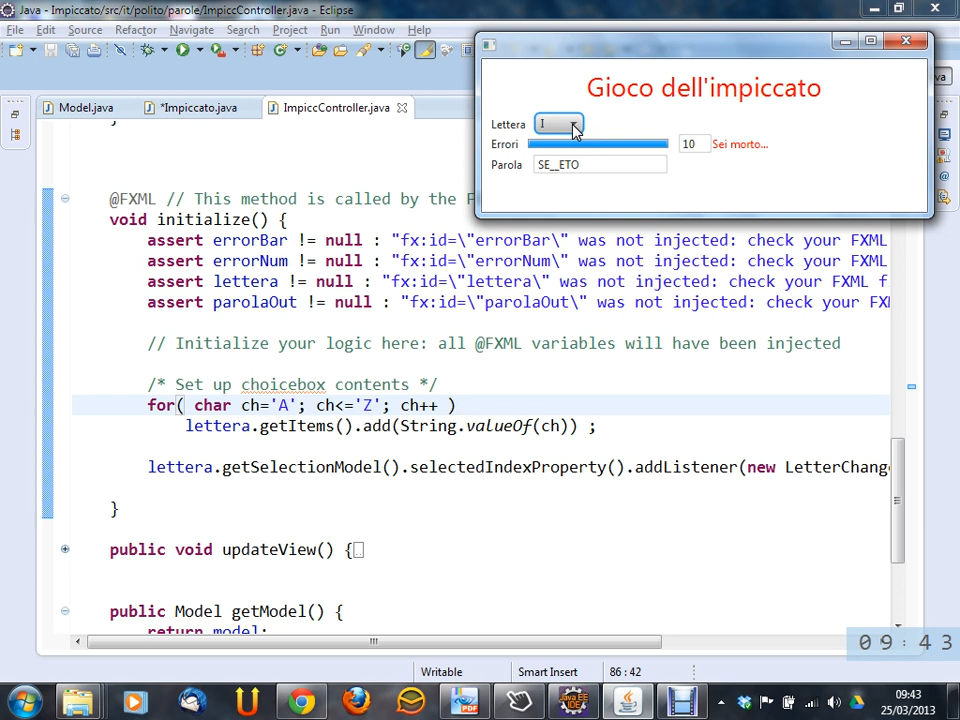 Java - Impiccato/src/it/polito/parole/ImpiccController.java - Eclipse
File Edit Source Refactor Navigate Search Project Run Window Help
Gioco dell'impiccato
Lettera I
Errori 10 Sei morto...
Parola SE__ETO
Model.java *Impiccato.java ImpiccController.java
}
@FXML // This method is called by the F
void initialize() {
assert errorBar != null : "fx:id=\"errorBar\" was not injected: check your FXML
assert errorNum != null : "fx:id=\"errorNum\" was not injected: check your FXML
assert lettera != null : "fx:id=\"lettera\" was not injected: check your FXML f
assert parolaOut != null : "fx:id=\"parolaOut\" was not injected: check your FXM
// Initialize your logic here: all @FXML variables will have been injected
/* Set up choicebox contents */
for( char ch='A'; ch<='Z'; ch++ )
lettera.getItems().add(String.valueOf(ch)) ;
lettera.getSelectionModel().selectedIndexProperty().addListener(new LetterChange
}
public void updateView() {
public Model getModel() {
return model;
09:43
Writable Smart Insert 86 : 42
PDF Java EE IDE
09:43
25/03/2013